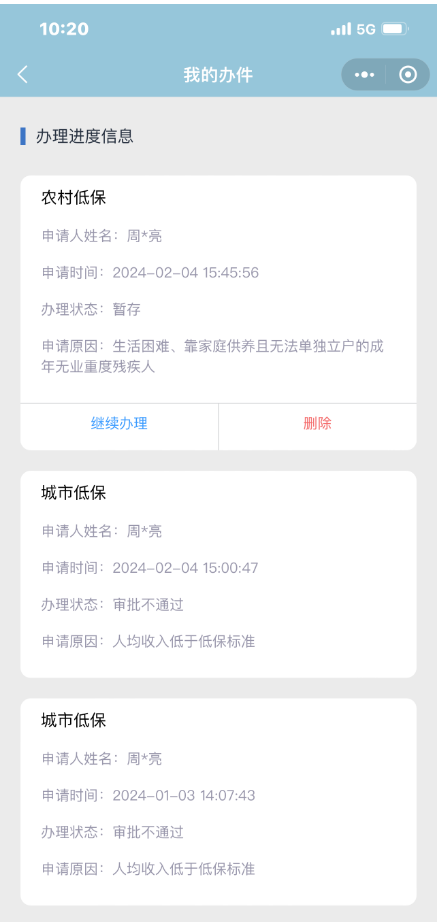 10:20
5G
我的办件
办理进度信息
农村低保
申请人姓名：周*亮
申请时间：2024-02-04 15:45:56
办理状态：暂存
申请原因：生活困难、靠家庭供养且无法单独立户的成
年无业重度残疾人
继续办理
删除
城市低保
申请人姓名：周*亮
申请时间：2024-02-04 15:00:47
办理状态：审批不通过
申请原因：人均收入低于低保标准
城市低保
申请人姓名：周*亮
申请时间：2024-01-03 14:07:43
办理状态：审批不通过
申请原因：人均收入低于低保标准